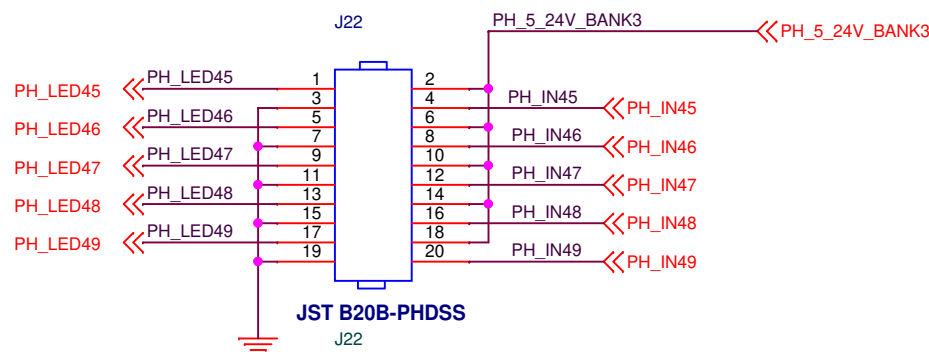 J22
PH_5_24V_BANK3
PH_5_24V_BANK3
PH_LED45 PH_LED45 1 2
3 4 PH_IN45 PH_IN45
PH_LED46 PH_LED46 5 6
7 8 PH_IN46 PH_IN46
PH_LED47 PH_LED47 9 10
11 12 PH_IN47 PH_IN47
PH_LED48 PH_LED48 13 14
15 16 PH_IN48 PH_IN48
PH_LED49 PH_LED49 17 18
19 20 PH_IN49 PH_IN49
JST B20B-PHDSS
J22